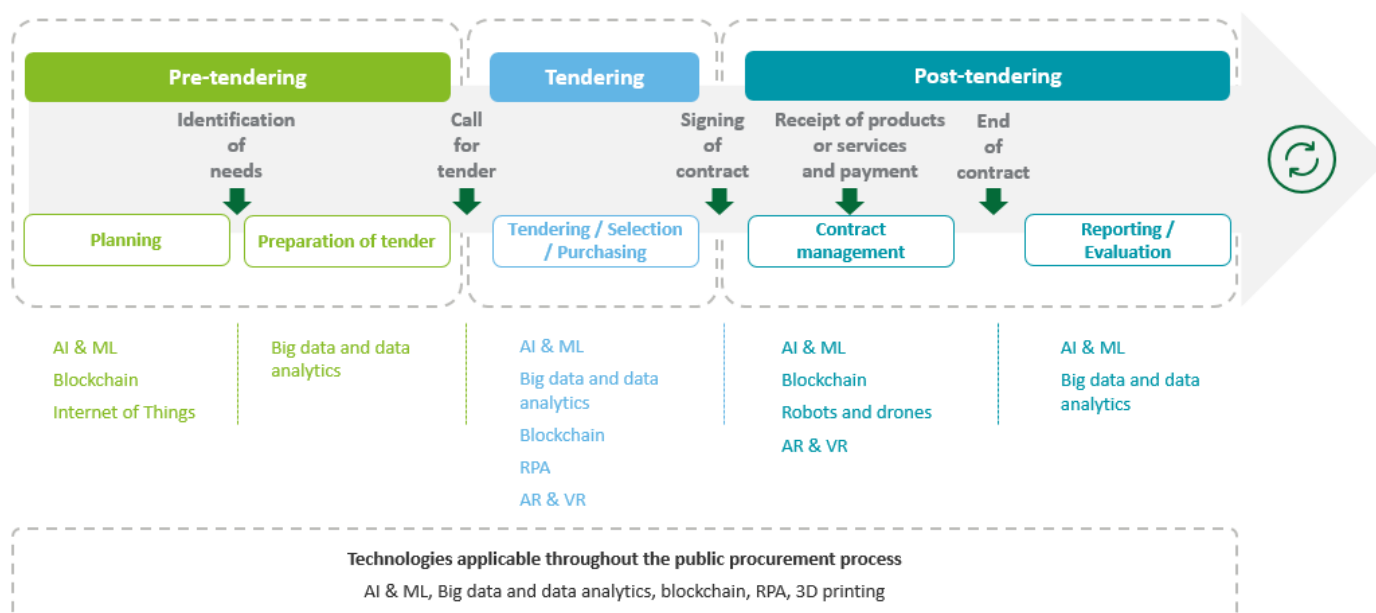 Pre-tendering
Tendering
Post-tendering
Identification
of
needs
Call
for
tender
Signing
of
contract
Receipt of products
or services
and payment
End
of
contract
Planning
Preparation of tender
Tendering / Selection
/ Purchasing
Contract
management
Reporting /
Evaluation
AI & ML
Blockchain
Internet of Things
Big data and data
analytics
AI & ML
Big data and data
analytics
Blockchain
RPA
AR & VR
AI & ML
Blockchain
Robots and drones
AR & VR
AI & ML
Big data and data
analytics
Technologies applicable throughout the public procurement process
AI & ML, Big data and data analytics, blockchain, RPA, 3D printing